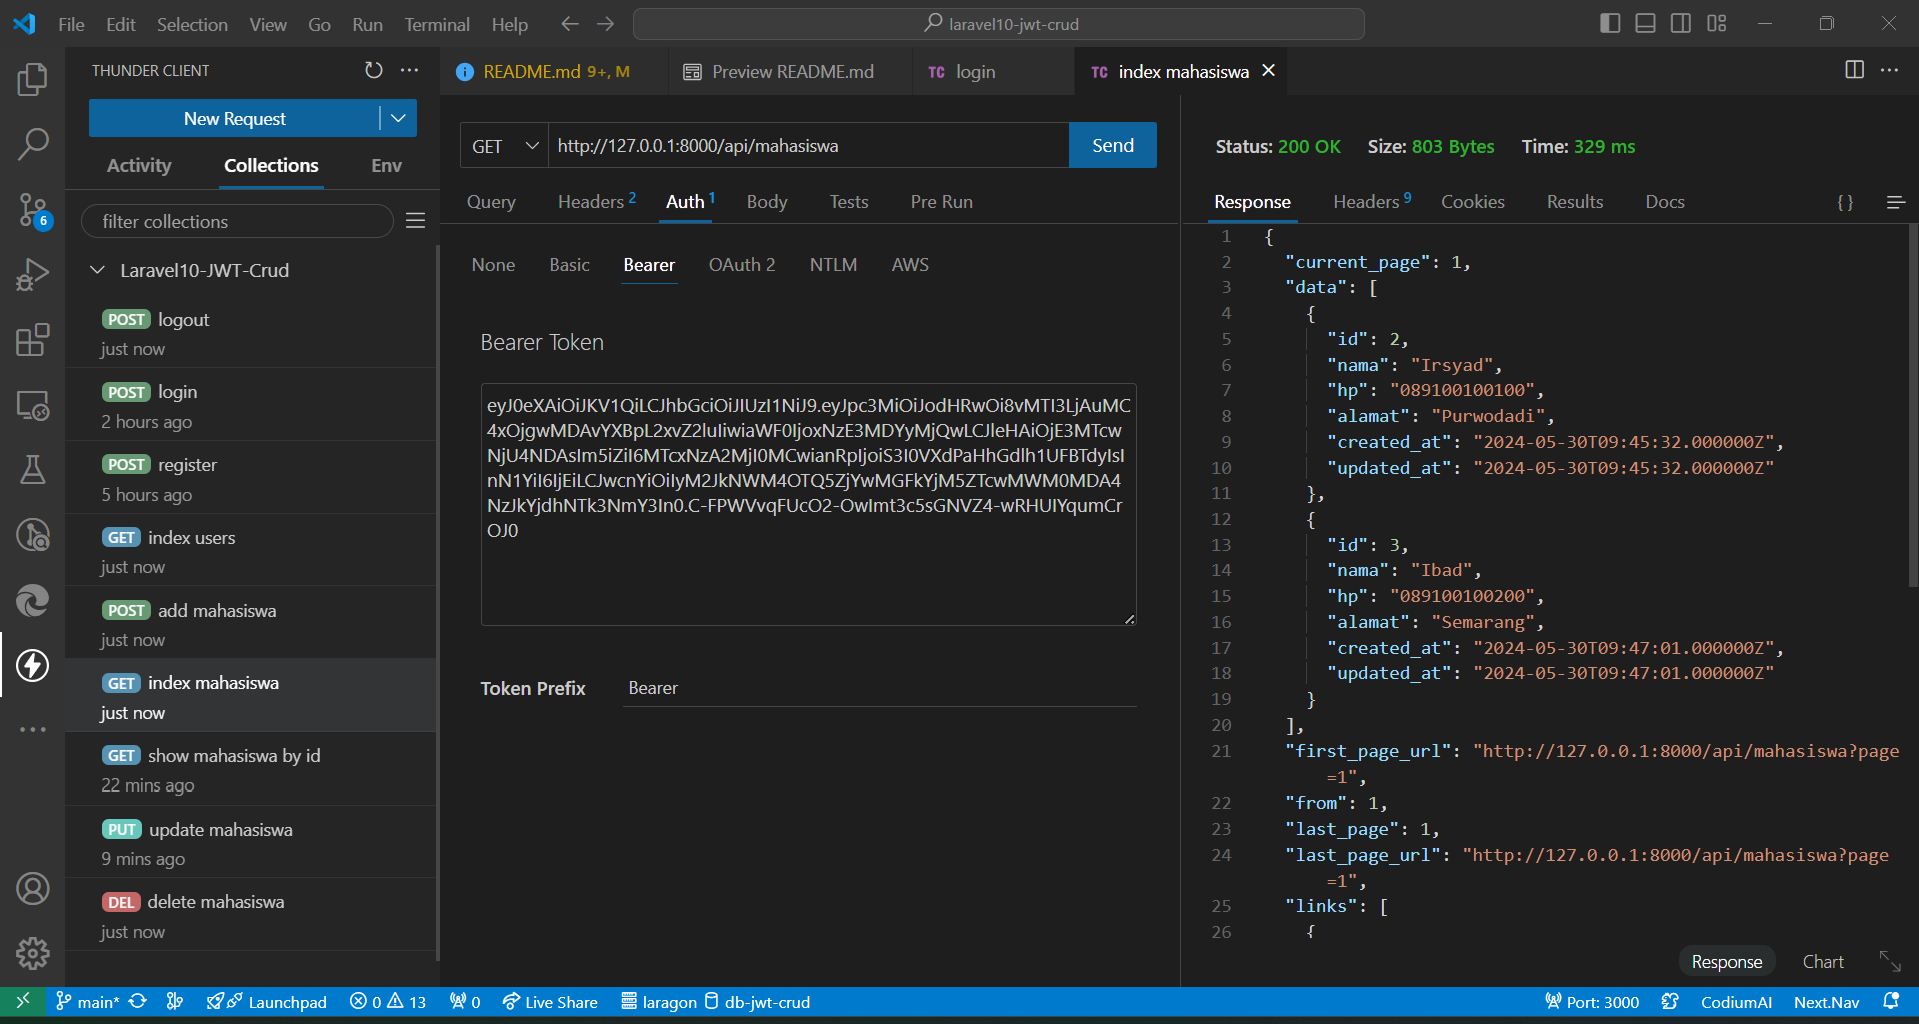 File Edit Selection View Go Run Terminal Help
laravel10-jwt-crud
THUNDER CLIENT
New Request
Activity Collections Env
filter collections
Laravel10-JWT-Crud
POST logout
just now
POST login
2 hours ago
POST register
5 hours ago
GET index users
just now
POST add mahasiswa
just now
GET index mahasiswa
just now
GET show mahasiswa by id
22 mins ago
PUT update mahasiswa
9 mins ago
DEL delete mahasiswa
just now
6
README.md 9+, M
Preview README.md
TC login
TC index mahasiswa
GET http://127.0.0.1:8000/api/mahasiswa Send
Query Headers 2 Auth 1 Body Tests Pre Run
None Basic Bearer OAuth 2 NTLM AWS
Bearer Token
Token Prefix Bearer
Status: 200 OK Size: 803 Bytes Time: 329 ms
Response Headers 9 Cookies Results Docs {}
1 {
2 "current_page": 1,
3 "data": [
4 {
5 "id": 2,
6 "nama": "Irsyad",
7 "hp": "089100100100",
8 "alamat": "Purwodadi",
9 "created_at": "2024-05-30T09:45:32.000000Z",
10 "updated_at": "2024-05-30T09:45:32.000000Z"
11 },
12 {
13 "id": 3,
14 "nama": "Ibad",
15 "hp": "089100100200",
16 "alamat": "Semarang",
17 "created_at": "2024-05-30T09:47:01.000000Z",
18 "updated_at": "2024-05-30T09:47:01.000000Z"
19 }
20 ],
21 "first_page_url": "http://127.0.0.1:8000/api/mahasiswa?page
=1",
22 "from": 1,
23 "last_page": 1,
24 "last_page_url": "http://127.0.0.1:8000/api/mahasiswa?page
=1",
25 "links": [
26 {
Response Chart
main* Launchpad 0 13 0 Live Share laragon db-jwt-crud Port: 3000 CodiumAI Next.Nav